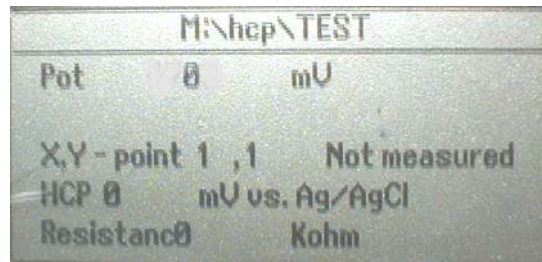 M:\hcp\TEST
Pot 0 mV
X,Y - point 1 ,1 Not measured
HCP 0 mV vs. Ag/AgCl
Resistanc0 Kohm